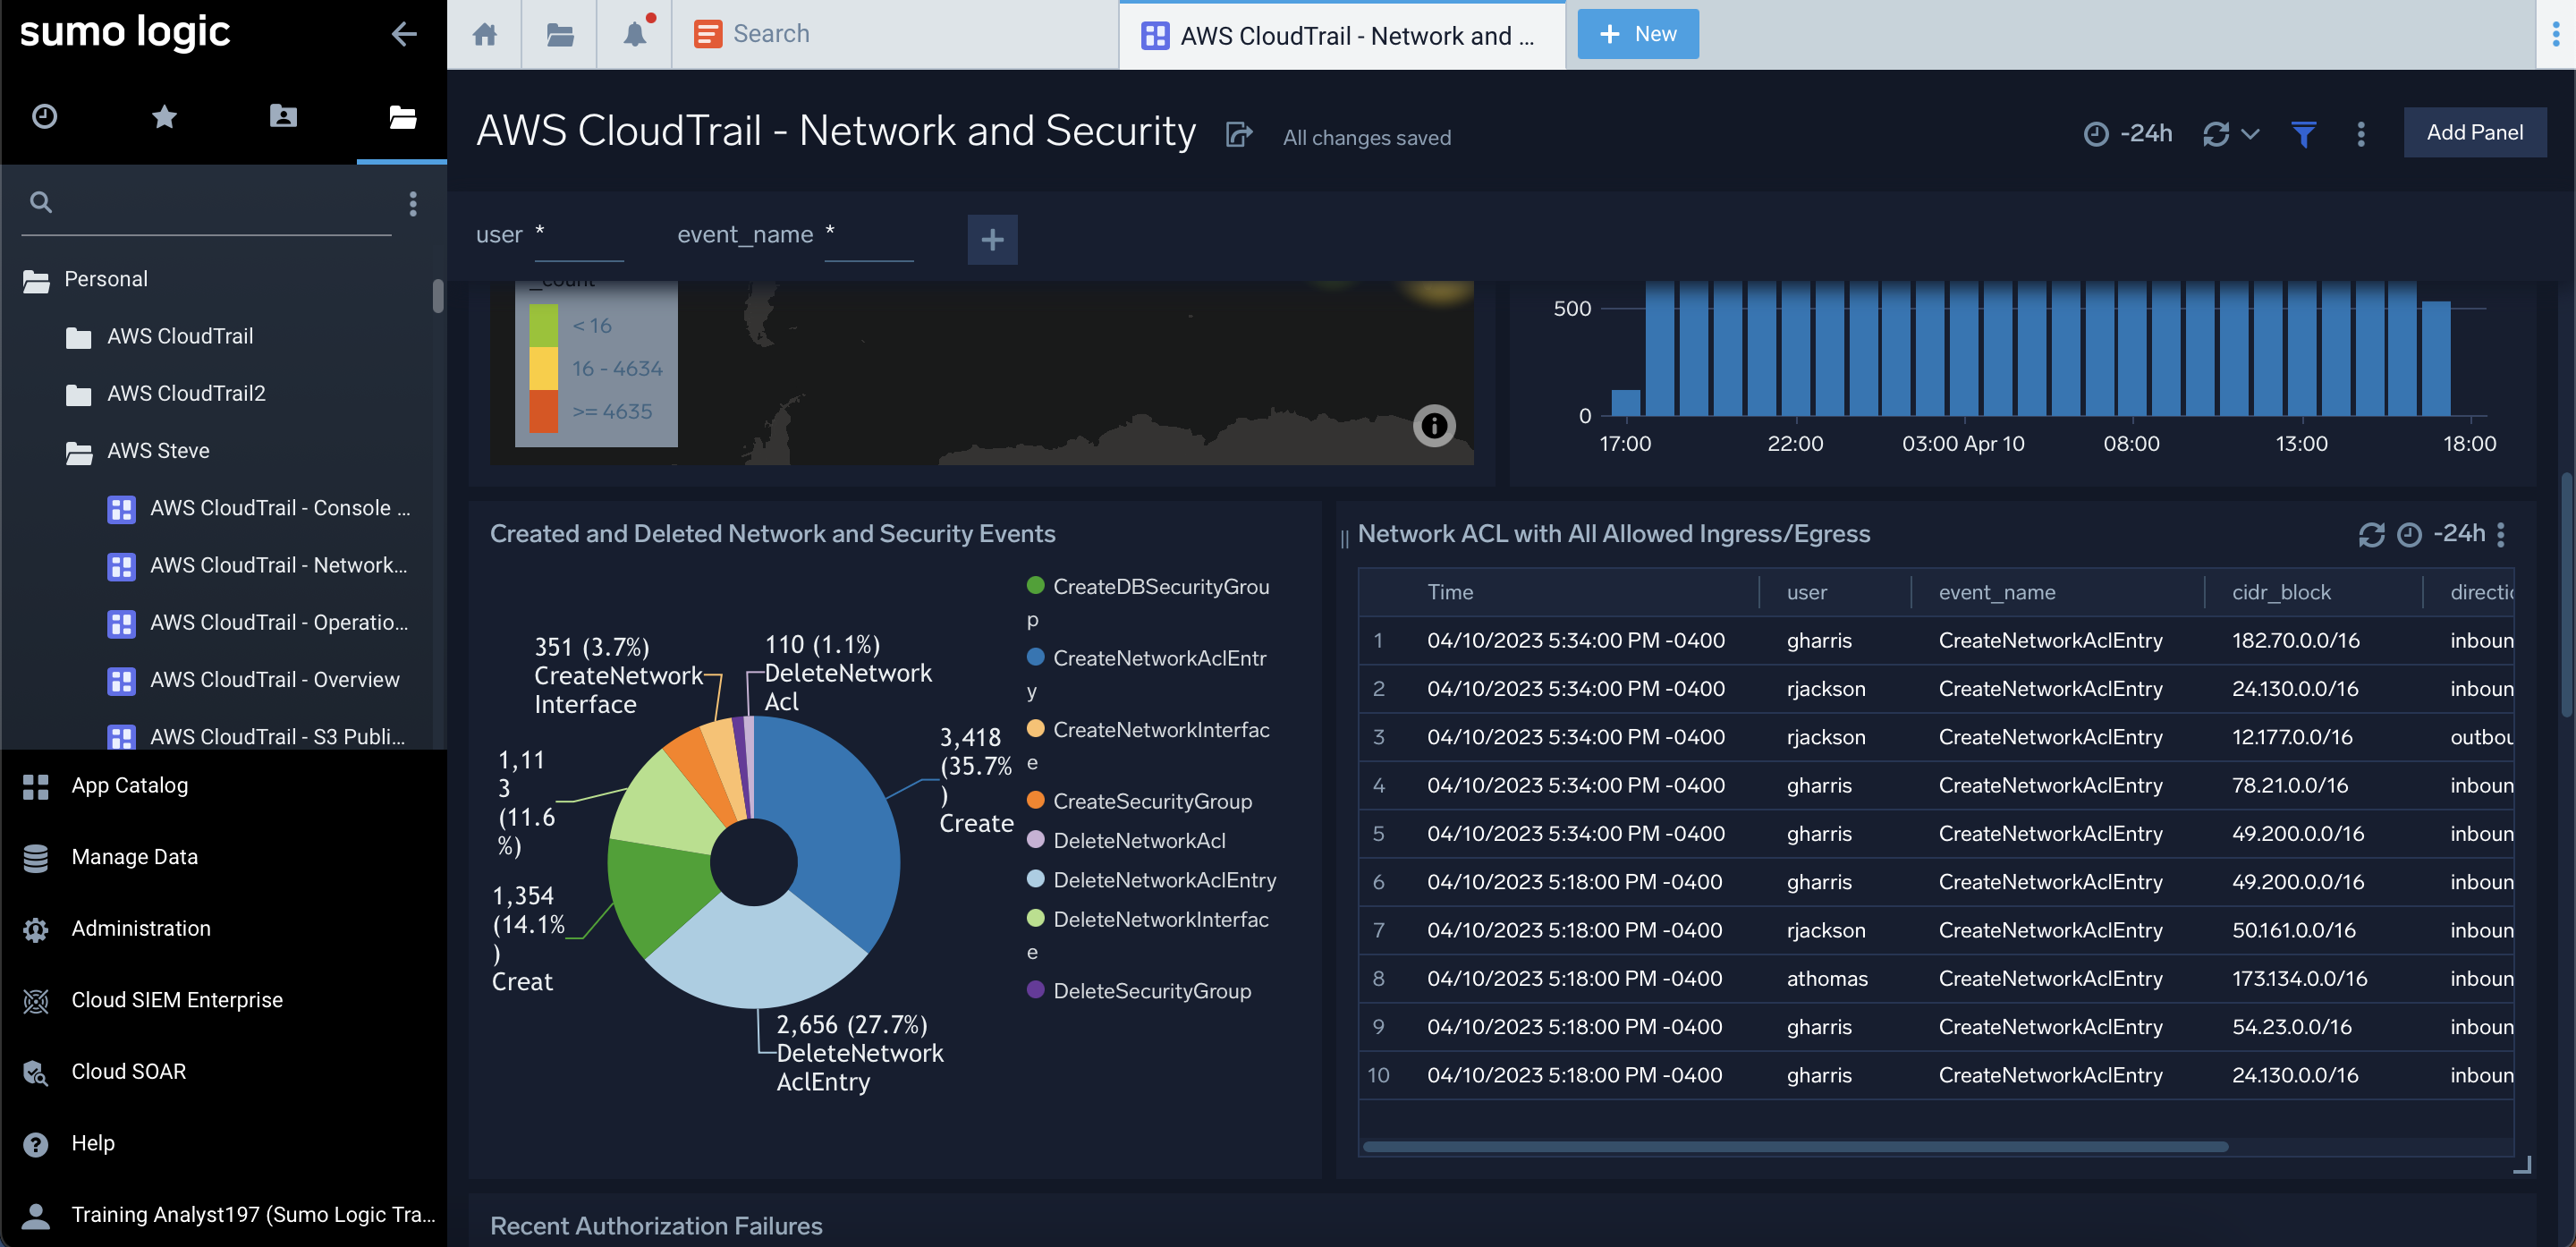 sumo logic
Search
AWS CloudTrail - Network and ...
+ New
AWS CloudTrail - Network and Security
All changes saved
-24h
Add Panel
user *
event_name *
Personal
AWS CloudTrail
AWS CloudTrail2
AWS Steve
AWS CloudTrail - Console ...
AWS CloudTrail - Network...
AWS CloudTrail - Operatio...
AWS CloudTrail - Overview
AWS CloudTrail - S3 Publi...
App Catalog
Manage Data
Administration
Cloud SIEM Enterprise
Cloud SOAR
Help
Training Analyst197 (Sumo Logic Tra...
_count
< 16
16 - 4634
>= 4635
500
0
17:00 22:00 03:00 Apr 10 08:00 13:00 18:00
Created and Deleted Network and Security Events
351 (3.7%)
CreateNetwork
Interface
110 (1.1%)
DeleteNetwork
Acl
3,418
(35.7%
)
Create
1,11
3
(11.6
%)
1,354
(14.1%
)
Creat
2,656 (27.7%)
DeleteNetwork
AclEntry
CreateDBSecurityGrou
p
CreateNetworkAclEntr
y
CreateNetworkInterfac
e
CreateSecurityGroup
DeleteNetworkAcl
DeleteNetworkAclEntry
DeleteNetworkInterfac
e
DeleteSecurityGroup
Network ACL with All Allowed Ingress/Egress
-24h
Time user event_name cidr_block directic
1 04/10/2023 5:34:00 PM -0400 gharris CreateNetworkAclEntry 182.70.0.0/16 inboun
2 04/10/2023 5:34:00 PM -0400 rjackson CreateNetworkAclEntry 24.130.0.0/16 inboun
3 04/10/2023 5:34:00 PM -0400 rjackson CreateNetworkAclEntry 12.177.0.0/16 outbou
4 04/10/2023 5:34:00 PM -0400 gharris CreateNetworkAclEntry 78.21.0.0/16 inboun
5 04/10/2023 5:34:00 PM -0400 gharris CreateNetworkAclEntry 49.200.0.0/16 inboun
6 04/10/2023 5:18:00 PM -0400 gharris CreateNetworkAclEntry 49.200.0.0/16 inboun
7 04/10/2023 5:18:00 PM -0400 rjackson CreateNetworkAclEntry 50.161.0.0/16 inboun
8 04/10/2023 5:18:00 PM -0400 athomas CreateNetworkAclEntry 173.134.0.0/16 inboun
9 04/10/2023 5:18:00 PM -0400 gharris CreateNetworkAclEntry 54.23.0.0/16 inboun
10 04/10/2023 5:18:00 PM -0400 gharris CreateNetworkAclEntry 24.130.0.0/16 inboun
Recent Authorization Failures